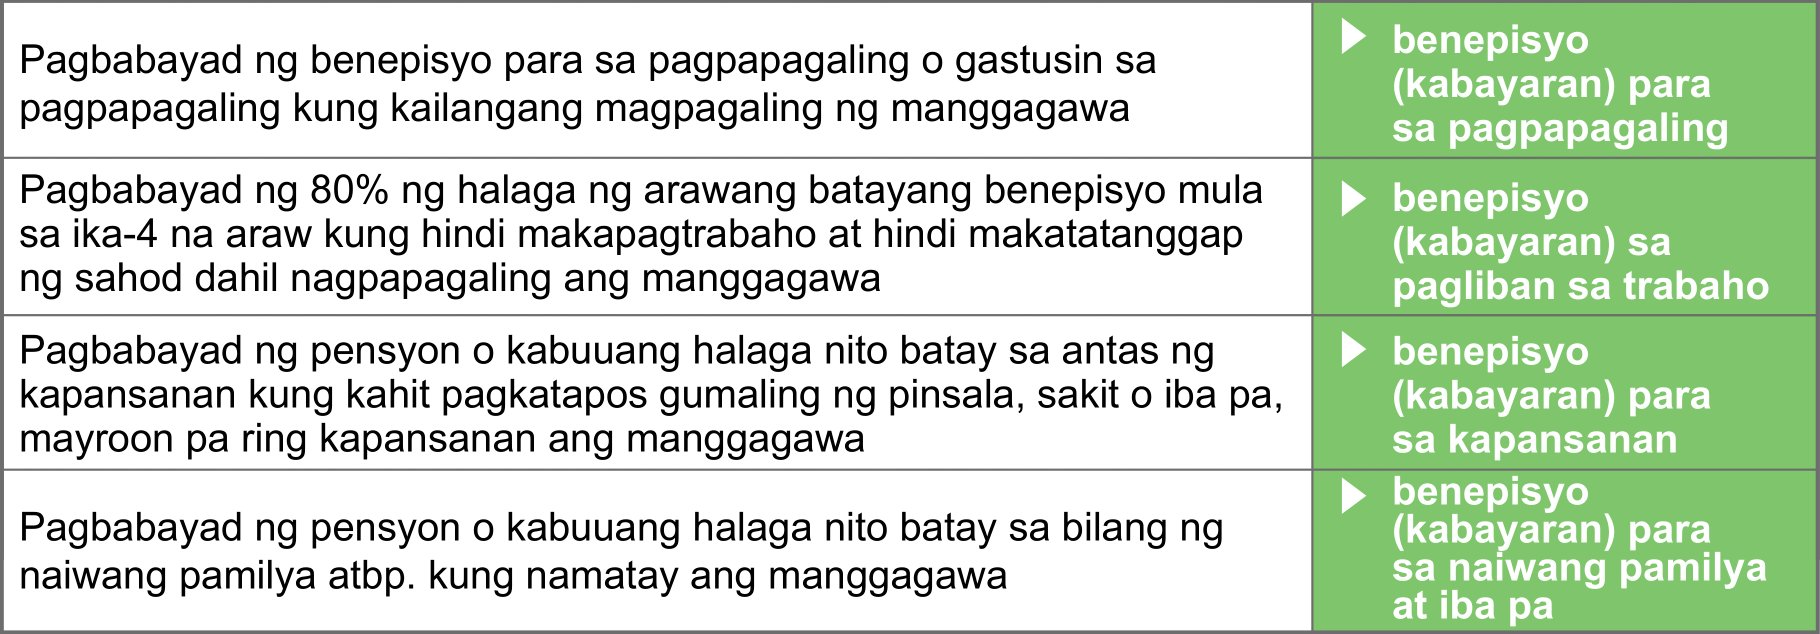 Pagbabayad ng benepisyo para sa pagpapagaling o gastusin sa
pagpapagaling kung kailangang magpagaling ng manggagawa
benepisyo
(kabayaran) para
sa pagpapagaling
Pagbabayad ng 80% ng halaga ng arawang batayang benepisyo mula
sa ika-4 na araw kung hindi makapagtrabaho at hindi makatatanggap
ng sahod dahil nagpapagaling ang manggagawa
benepisyo
(kabayaran) sa
pagliban sa trabaho
Pagbabayad ng pensyon o kabuuang halaga nito batay sa antas ng
kapansanan kung kahit pagkatapos gumaling ng pinsala, sakit o iba pa,
mayroon pa ring kapansanan ang manggagawa
benepisyo
(kabayaran) para
sa kapansanan
Pagbabayad ng pensyon o kabuuang halaga nito batay sa bilang ng
naiwang pamilya atbp. kung namatay ang manggagawa
benepisyo
(kabayaran) para
sa naiwang pamilya
at iba pa